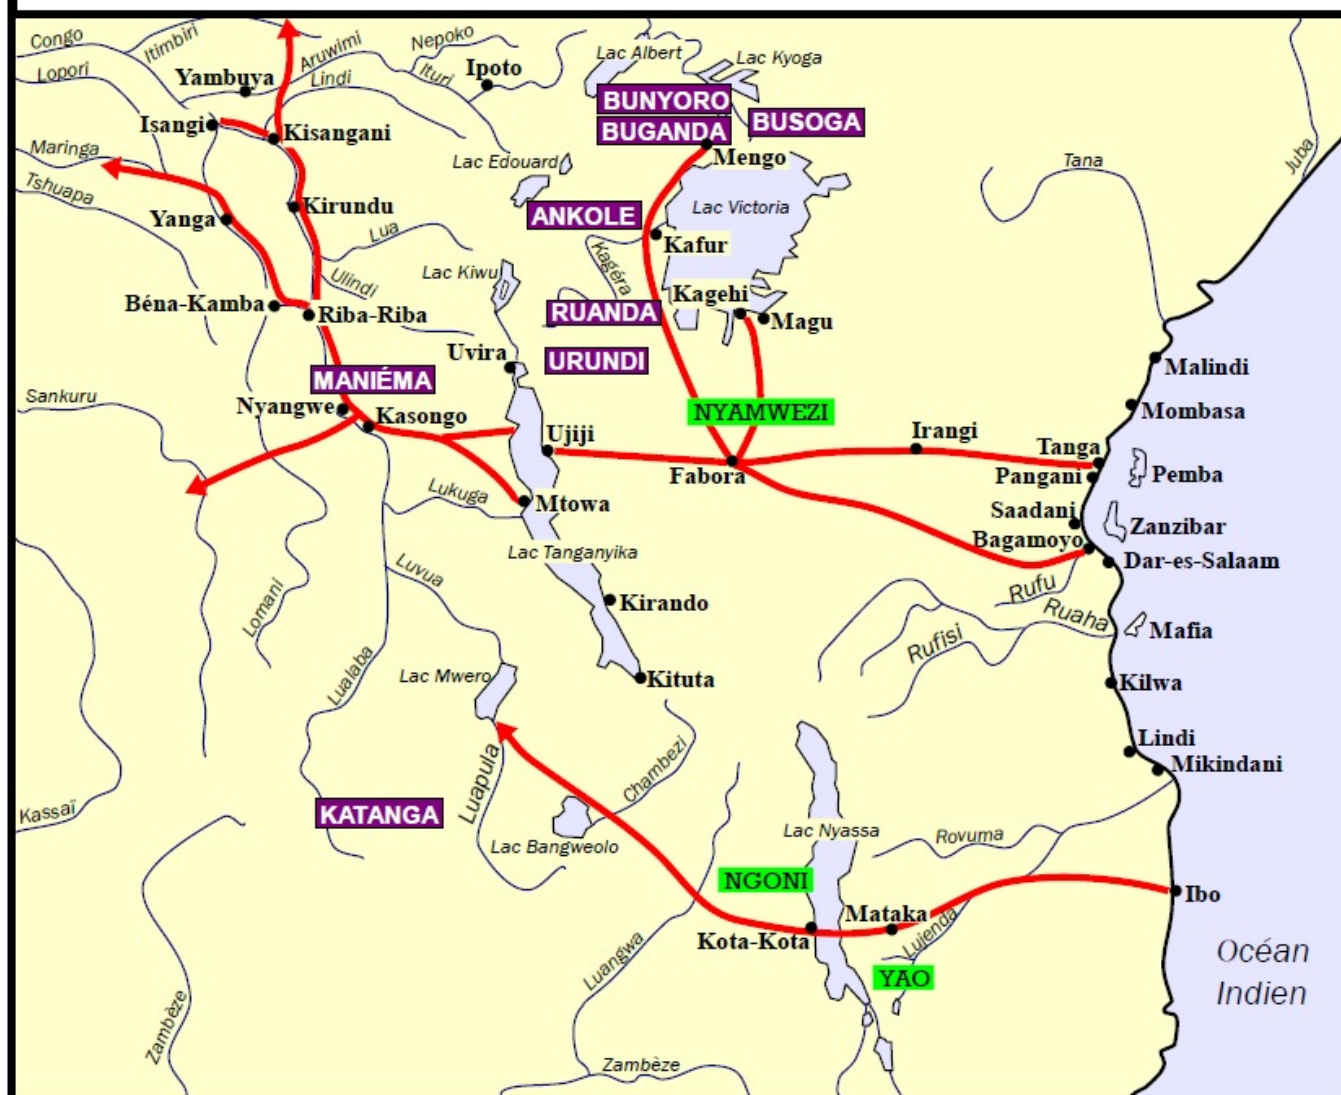 Congo
Itimbiri
Nepoko
Aruwimi
Lac Albert
Lac Kyoga
Lopori
Yambuya
Lindi
Ituri
Ipoto
BUNYORO
BUSOGA
Isangi
Kisangani
BUGANDA
Juba
Maringa
Lac Edouard
Mengo
Tana
Tshuapa
Yanga
Kirundu
ANKOLE
Lac Victoria
Lua
Kafur
Kagéra
Lac Kiwu
Ulindi
Kagehi
Béna-Kamba
Riba-Riba
RUANDA
Magu
Uvira
URUNDI
Malindi
MANIÉMA
Sankuru
Nyangwe
Kasongo
NYAMWEZI
Mombasa
Ujiji
Irangi
Tanga
Fabora
Pangani
Pemba
Lukuga
Mtowa
Saadani
Zanzibar
Bagamoyo
Lac Tanganyika
Dar-es-Salaam
Luvua
Rufu
Kirando
Ruaha
Lomani
Rufisi
Mafia
Lualaba
Lac Mwero
Kituta
Kilwa
Lindi
Mikindani
Chambezi
Luapula
Kassaï
KATANGA
Lac Bangweolo
Lac Nyassa
Rovuma
NGONI
Ibo
Mataka
Kota-Kota
Lujenda
Luangwa
YAO
Océan
Indien
Zambèze
Zambèze